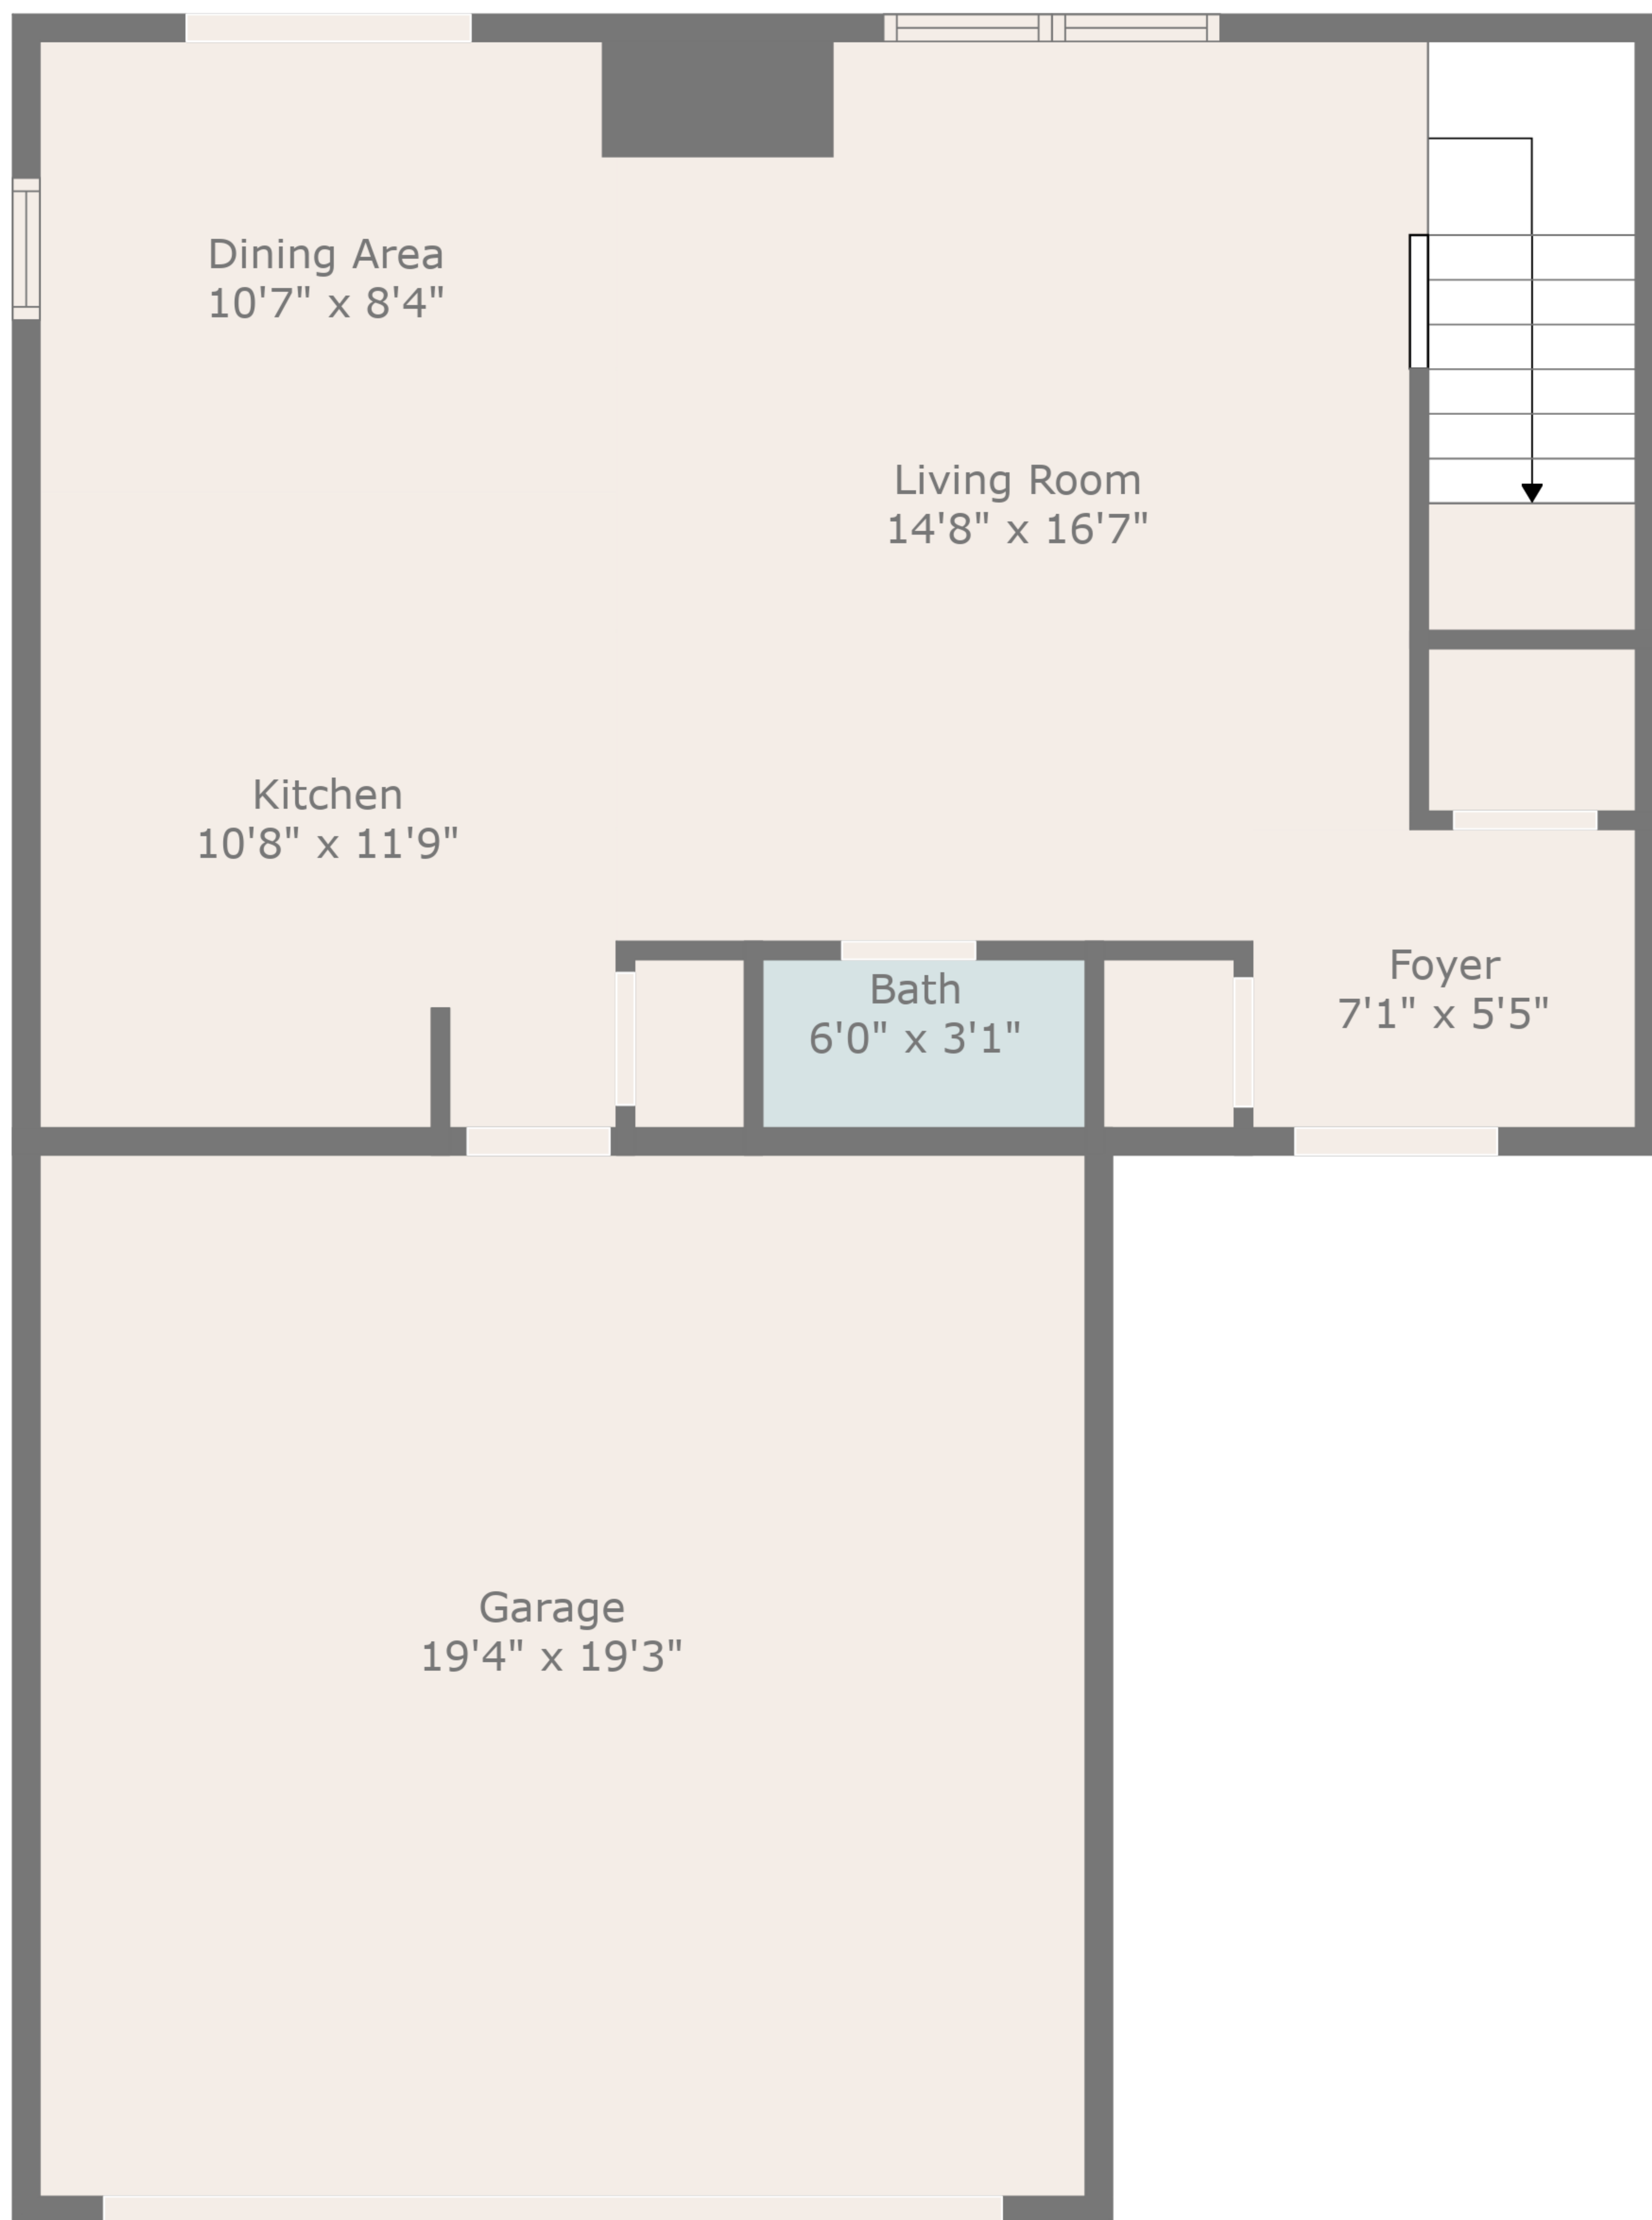 Dining Area
10'7" x 8'4"
Living Room
14'8" x 16'7"
Kitchen
10'8" x 11'9"
Foyer
7'1" x 5'5"
Bath
6'0" x 3'1"
Garage
19'4" x 19'3"